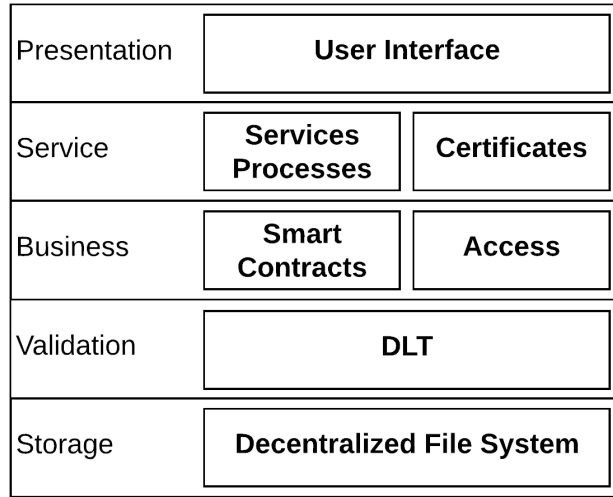 Presentation
User Interface
Service
Services
Processes
Certificates
Business
Smart
Contracts
Access
Validation
DLT
Storage
Decentralized File System